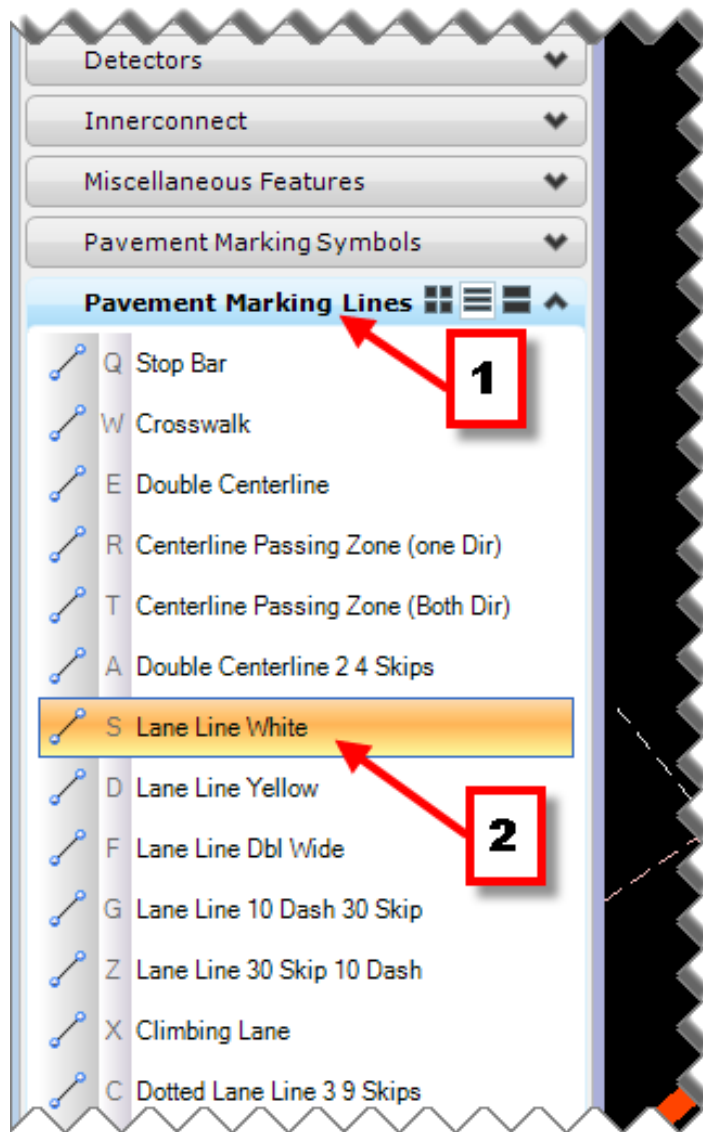 Detectors
Innerconnect
Miscellaneous Features
Pavement Marking Symbols
Pavement Marking Lines
1
Q Stop Bar
W Crosswalk
E Double Centerline
R Centerline Passing Zone (one Dir)
T Centerline Passing Zone (Both Dir)
A Double Centerline 2 4 Skips
S Lane Line White
D Lane Line Yellow
2
F Lane Line Dbl Wide
G Lane Line 10 Dash 30 Skip
Z Lane Line 30 Skip 10 Dash
X Climbing Lane
C Dotted Lane Line 3 9 Skips